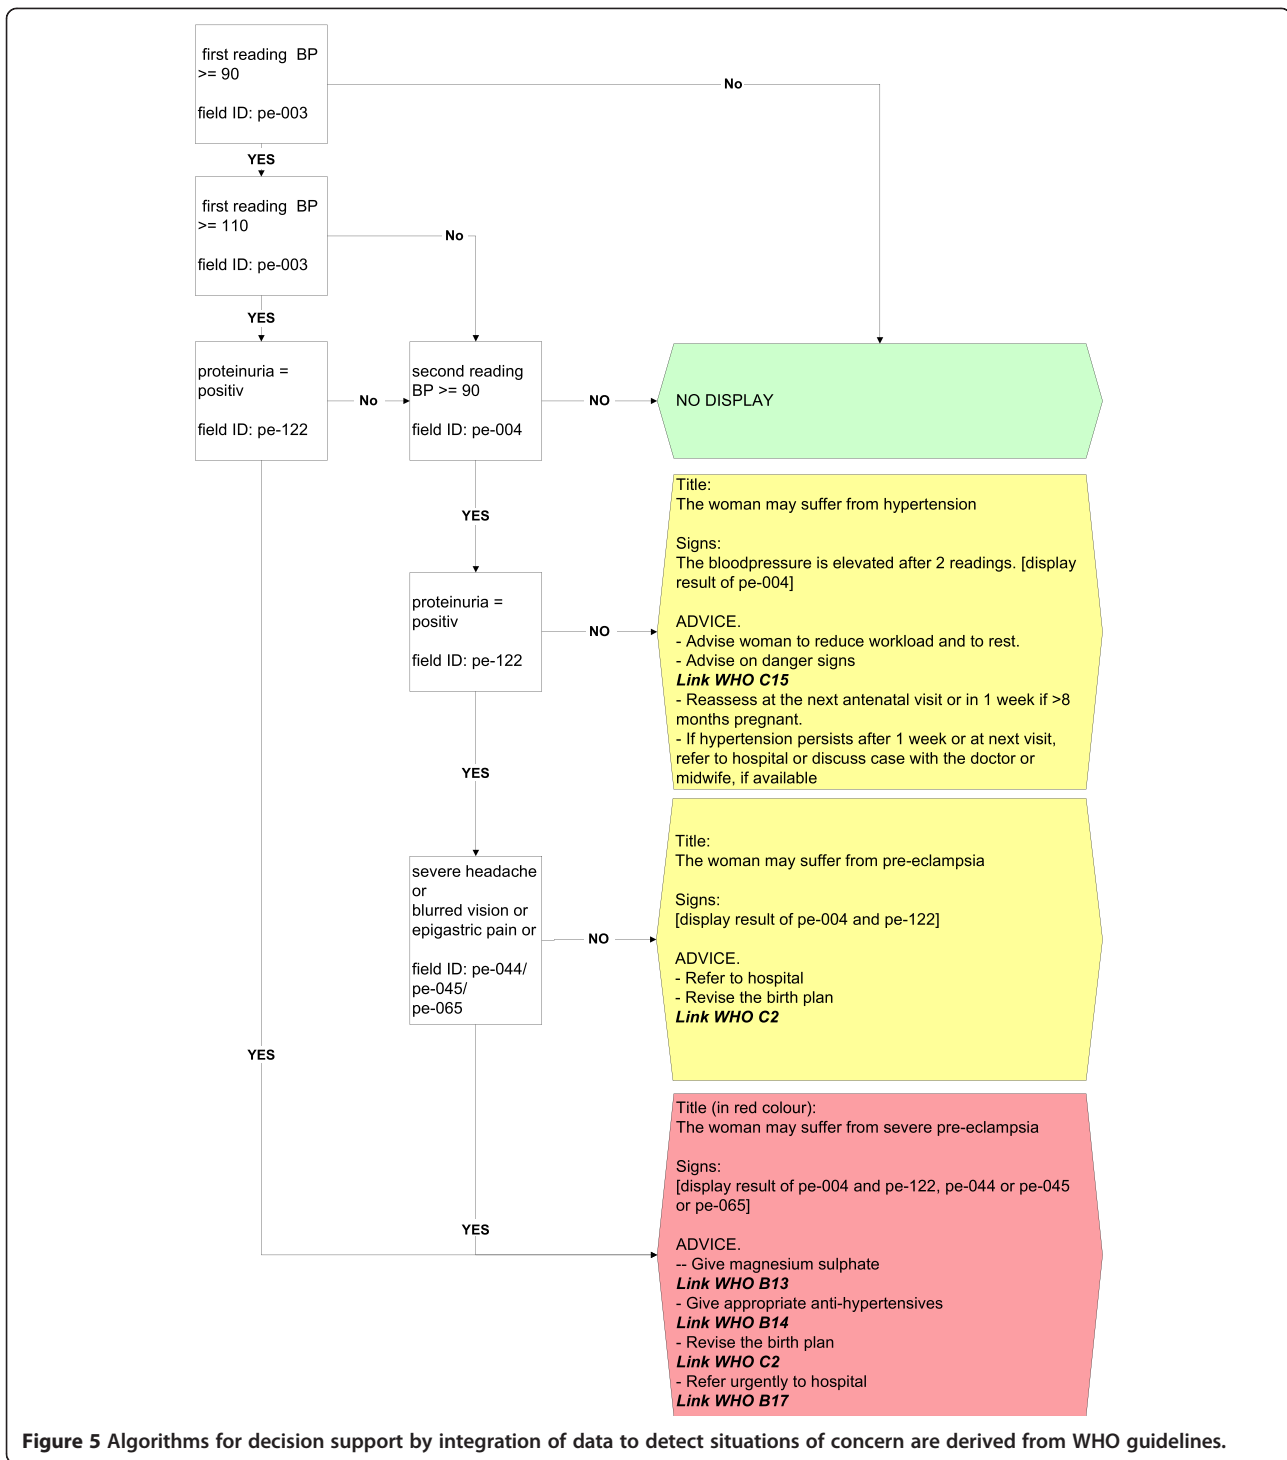 first reading BP
>= 90
field ID: pe-003
No
YES
first reading BP
>= 110
field ID: pe-003
No
YES
proteinuria =
positiv
field ID: pe-122
No
second reading
BP >= 90
field ID: pe-004
NO
NO DISPLAY
YES
Title:
The woman may suffer from hypertension
Signs:
The bloodpressure is elevated after 2 readings. [display
result of pe-004]
ADVICE.
- Advise woman to reduce workload and to rest.
- Advise on danger signs
Link WHO C15
- Reassess at the next antenatal visit or in 1 week if >8
months pregnant.
- If hypertension persists after 1 week or at next visit,
refer to hospital or discuss case with the doctor or
midwife, if available
proteinuria =
positiv
field ID: pe-122
NO
YES
Title:
The woman may suffer from pre-eclampsia
Signs:
[display result of pe-004 and pe-122]
ADVICE.
- Refer to hospital
- Revise the birth plan
Link WHO C2
severe headache
or
blurred vision or
epigastric pain or
field ID: pe-044/
pe-045/
pe-065
NO
YES
YES
Title (in red colour):
The woman may suffer from severe pre-eclampsia
Signs:
[display result of pe-004 and pe-122, pe-044 or pe-045
or pe-065]
ADVICE.
-- Give magnesium sulphate
Link WHO B13
- Give appropriate anti-hypertensives
Link WHO B14
- Revise the birth plan
Link WHO C2
- Refer urgently to hospital
Link WHO B17
Figure 5 Algorithms for decision support by integration of data to detect situations of concern are derived from WHO guidelines.